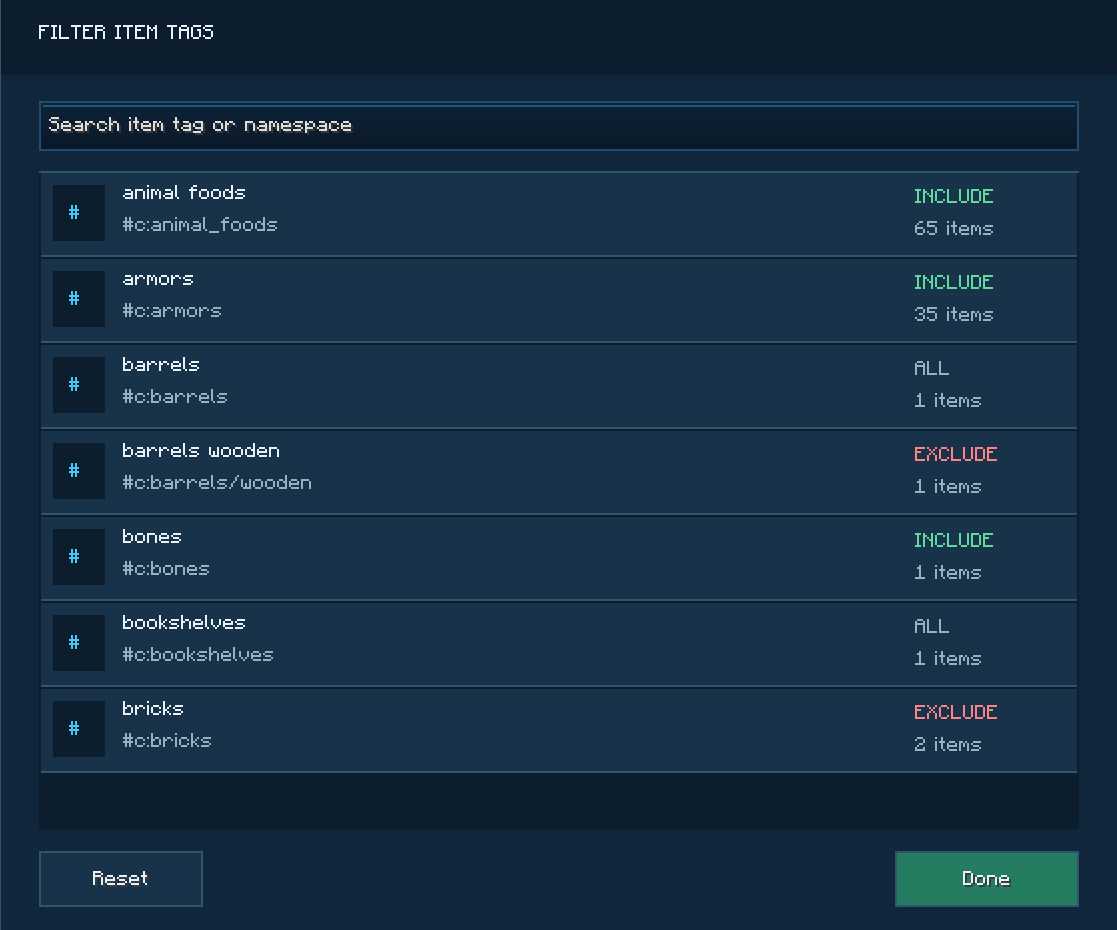 FILTER ITEM TAGS
Search item tag or namespace
# animal foods INCLUDE
#c:animal_foods 65 items
# armors INCLUDE
#c:armors 35 items
# barrels ALL
#c:barrels 1 items
# barrels wooden EXCLUDE
#c:barrels/wooden 1 items
# bones INCLUDE
#c:bones 1 items
# bookshelves ALL
#c:bookshelves 1 items
# bricks EXCLUDE
#c:bricks 2 items
Reset Done